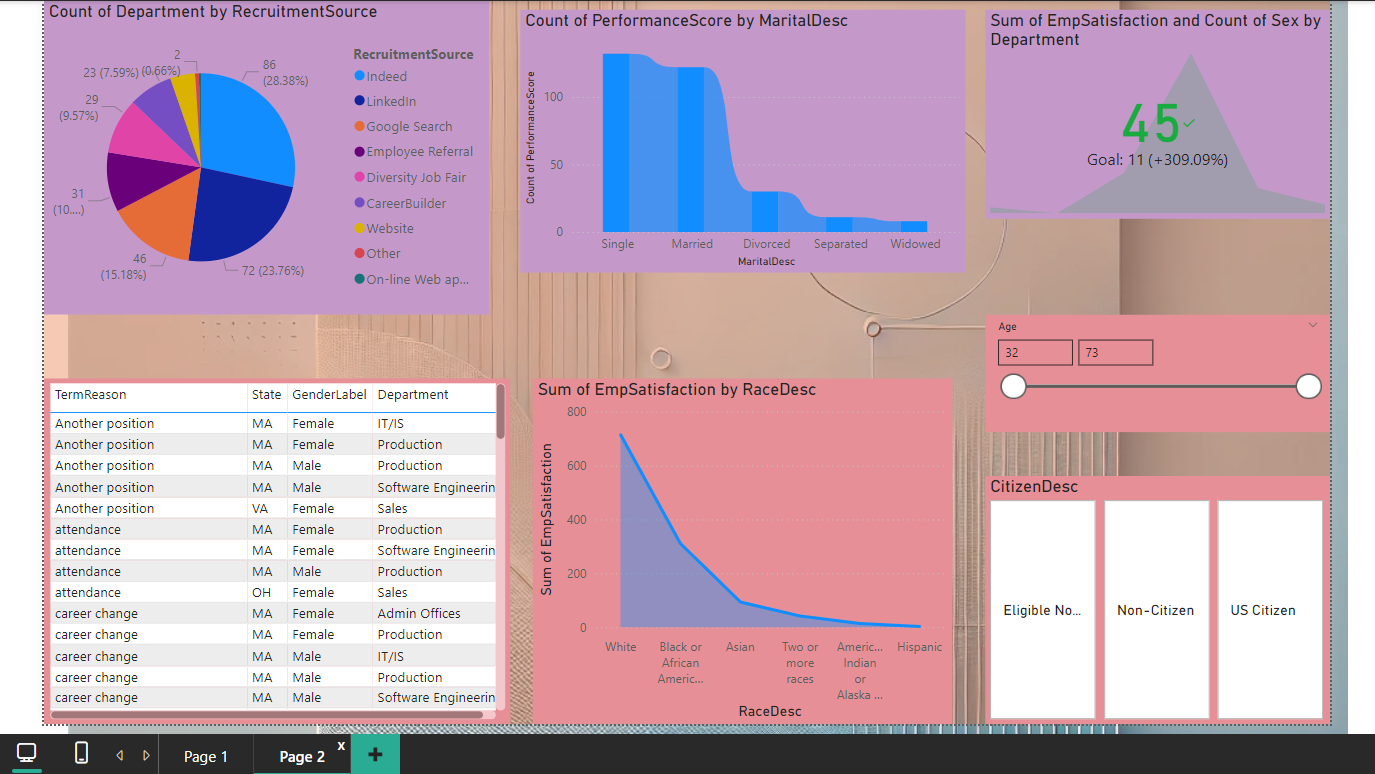 Count of Department by RecruitmentSource
2
(0.66%)
23 (7.59%)
29
(9.57%)
31
(10....)
46
(15.18%)
72 (23.76%)
86
(28.38%)
RecruitmentSource
Indeed
LinkedIn
Google Search
Employee Referral
Diversity Job Fair
CareerBuilder
Website
Other
On-line Web ap...
Count of PerformanceScore by MaritalDesc
Count of PerformanceScore
100
50
0
Single Married Divorced Separated Widowed
MaritalDesc
Sum of EmpSatisfaction and Count of Sex by
Department
45
Goal: 11 (+309.09%)
Age
32 73
TermReason State GenderLabel Department
Another position MA Female IT/IS
Another position MA Female Production
Another position MA Male Production
Another position MA Male Software Engineerin
Another position VA Female Sales
attendance MA Female Production
attendance MA Female Software Engineerin
attendance MA Male Production
attendance OH Female Sales
career change MA Female Admin Offices
career change MA Female Production
career change MA Male IT/IS
career change MA Male Production
career change MA Male Software Engineerin
Sum of EmpSatisfaction by RaceDesc
Sum of EmpSatisfaction
800
600
400
200
0
White
Black or
African
Americ...
Asian
Two or
more
races
Americ...
Indian
or
Alaska ...
Hispanic
RaceDesc
CitizenDesc
Eligible No...
Non-Citizen
US Citizen
Page 1
Page 2
x
+